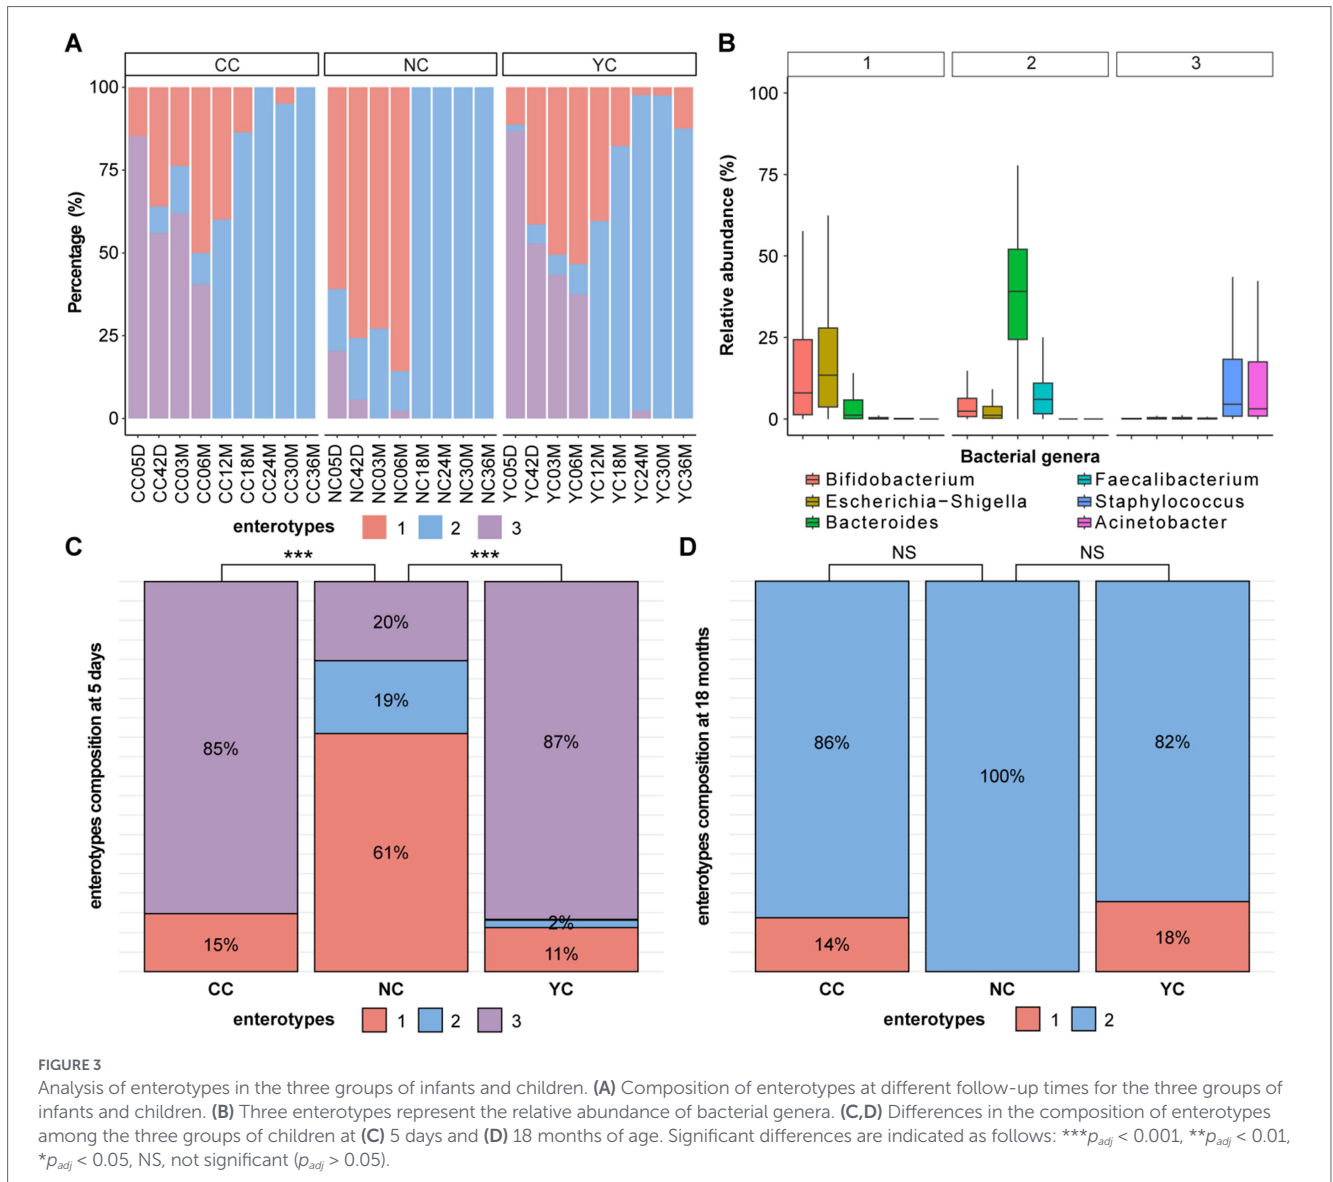 A
CC NC YC
Percentage (%)
100
75
50
25
0
CC05D CC42D CC03M CC06M CC12M CC18M CC24M CC30M CC36M NC05D NC42D NC03M NC06M NC18M NC24M NC30M NC36M YC05D YC42D YC03M YC06M YC12M YC18M YC24M YC30M YC36M
enterotypes 1 2 3
B
1 2 3
Relative abundance (%)
100
75
50
25
0
Bacterial genera
Bifidobacterium Faecalibacterium
Escherichia−Shigella Staphylococcus
Bacteroides Acinetobacter
C
*** ***
enterotypes composition at 5 days
20%
19%
85% 87%
61%
2%
15% 11%
CC NC YC
enterotypes 1 2 3
D
NS NS
enterotypes composition at 18 months
86% 82%
100%
14% 18%
CC NC YC
enterotypes 1 2
FIGURE 3
Analysis of enterotypes in the three groups of infants and children. (A) Composition of enterotypes at different follow-up times for the three groups of
infants and children. (B) Three enterotypes represent the relative abundance of bacterial genera. (C,D) Differences in the composition of enterotypes
among the three groups of children at (C) 5 days and (D) 18 months of age. Significant differences are indicated as follows: ***padj < 0.001, **padj < 0.01,
*padj < 0.05, NS, not significant (padj > 0.05).